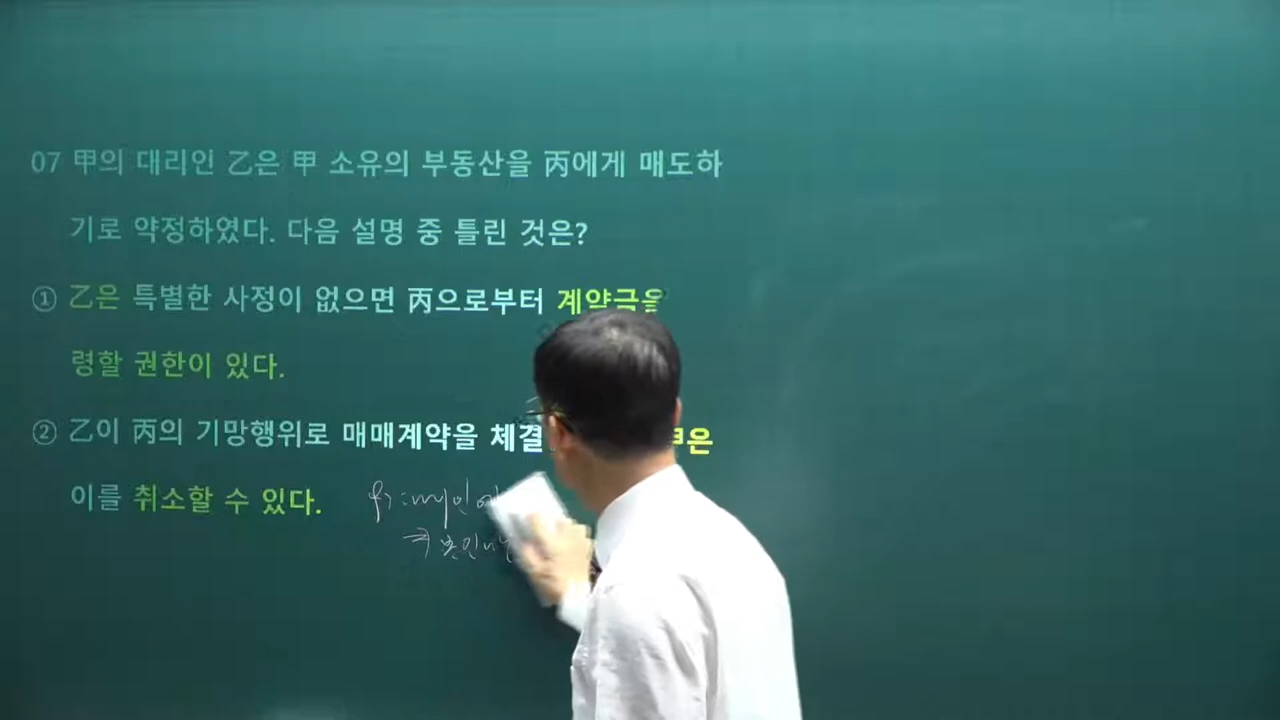 07 甲의 대리인 乙은 甲 소유의 부동산을 丙에게 매도하
기로 약정하였다. 다음 설명 중 틀린 것은?
① 乙은 특별한 사정이 없으면 丙으로부터 계약금을
령할 권한이 있다.
② 乙이 丙의 기망행위로 매매계약을 체결 은
이를 취소할 수 있다.